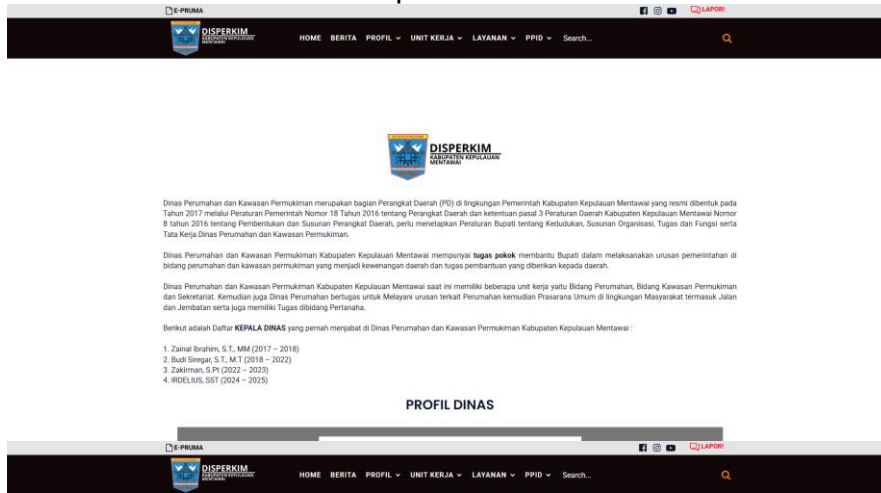 E-PRUMA
LAPOR!
DISPERKIM
KABUPATEN KEPULAUAN
MENTAWAI
HOME BERITA PROFIL UNIT KERJA LAYANAN PPID Search...
DISPERKIM
KABUPATEN KEPULAUAN
MENTAWAI
Dinas Perumahan dan Kawasan Permukiman merupakan bagian Perangkat Daerah (PD) di lingkungan Pemerintah Kabupaten Kepulauan Mentawai yang resmi dibentuk pada
Tahun 2017 melalui Peraturan Pemerintah Nomor 18 Tahun 2016 tentang Perangkat Daerah dan ketentuan pasal 3 Peraturan Daerah Kabupaten Kepulauan Mentawai Nomor
8 tahun 2016 tentang Pembentukan dan Susunan Perangkat Daerah, perlu menetapkan Peraturan Bupati tentang Kedudukan, Susunan Organisasi, Tugas dan Fungsi serta
Tata Kerja Dinas Perumahan dan Kawasan Permukiman.
Dinas Perumahan dan Kawasan Permukiman Kabupaten Kepulauan Mentawai mempunyai tugas pokok membantu Bupati dalam melaksanakan urusan pemerintahan di
bidang perumahan dan kawasan permukiman yang menjadi kewenangan daerah dan tugas pembantuan yang diberikan kepada daerah.
Dinas Perumahan dan Kawasan Permukiman Kabupaten Kepulauan Mentawai saat ini memiliki beberapa unit kerja yaitu Bidang Perumahan, Bidang Kawasan Permukiman
dan Sekretariat. Kemudian juga Dinas Perumahan bertugas untuk Melayani urusan terkait Perumahan kemudian Prasarana Umum di lingkungan Masyarakat termasuk Jalan
dan Jembatan serta juga memiliki Tugas dibidang Pertanaha.
Berikut adalah Daftar KEPALA DINAS yang pernah menjabat di Dinas Perumahan dan Kawasan Permukiman Kabupaten Kepulauan Mentawai :
1. Zainal Ibrahim, S.T., MM (2017 – 2018)
2. Budi Siregar, S.T., M.T (2018 – 2022)
3. Zakirman, S.Pt (2022 – 2023)
4. IRDELIUS, SST (2024 – 2025)
PROFIL DINAS
E-PRUMA
LAPOR!
DISPERKIM
KABUPATEN KEPULAUAN
MENTAWAI
HOME BERITA PROFIL UNIT KERJA LAYANAN PPID Search...